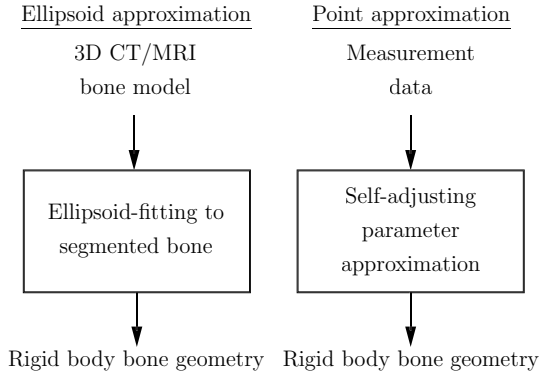 Ellipsoid approximation
3D CT/MRI
bone model
Ellipsoid-fitting to
segmented bone
Rigid body bone geometry
Point approximation
Measurement
data
Self-adjusting
parameter
approximation
Rigid body bone geometry